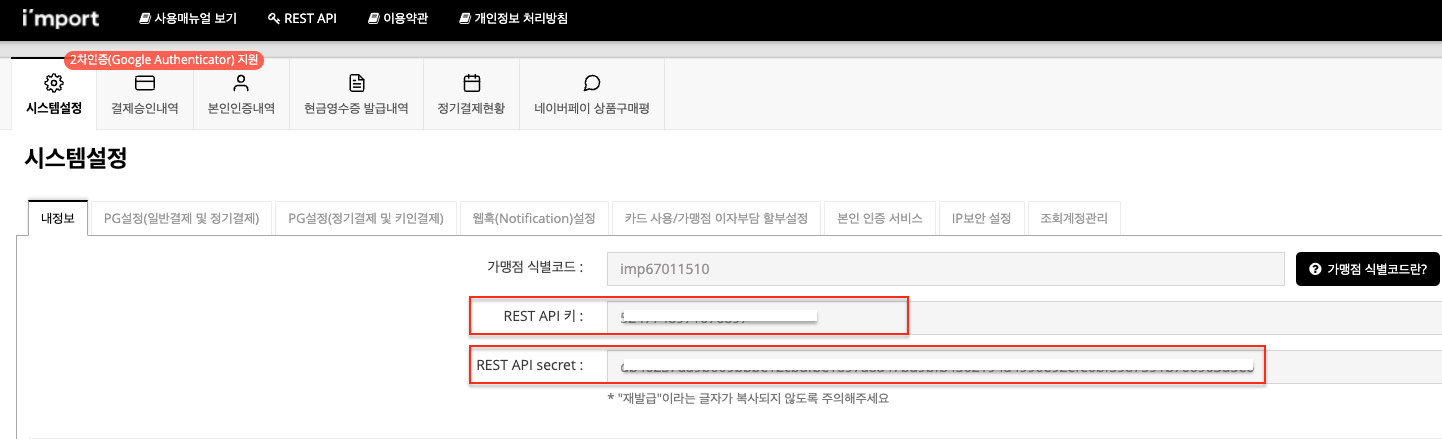 i'mport 사용매뉴얼 보기 REST API 이용약관 개인정보 처리방침
2차인증(Google Authenticator) 지원
시스템설정 결제승인내역 본인인증내역 현금영수증 발급내역 정기결제현황 네이버페이 상품구매평
시스템설정
내정보 PG설정(일반결제 및 정기결제) PG설정(정기결제 및 키인결제) 웹훅(Notification)설정 카드 사용/가맹점 이자부담 할부설정 본인 인증 서비스 IP보안 설정 조회계정관리
가맹점 식별코드 : imp67011510 가맹점 식별코드란?
REST API 키 :
REST API secret :
* "재발급"이라는 글자가 복사되지 않도록 주의해주세요